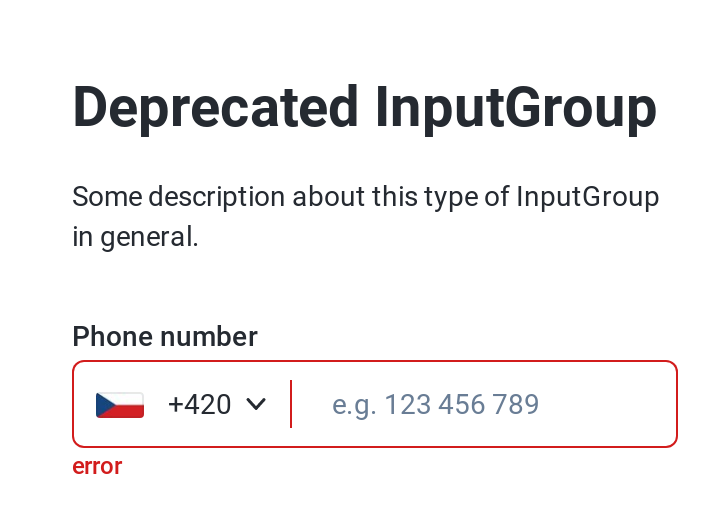 Deprecated InputGroup
Some description about this type of InputGroup
in general.
Phone number
+420 e.g. 123 456 789
error